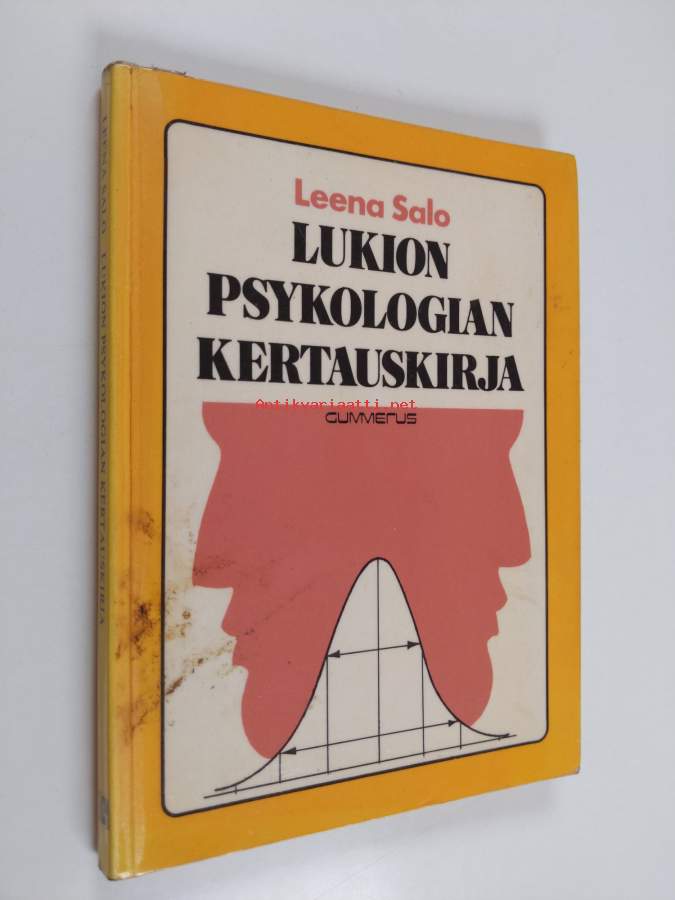 Leena Salo
LUKION
PSYKOLOGIAN
KERTAUSKIRJA
Antikvariaatti.net
GUMMERUS
LEENA SALO LUKION PSYKOLOGIAN KERTAUSKIRJA